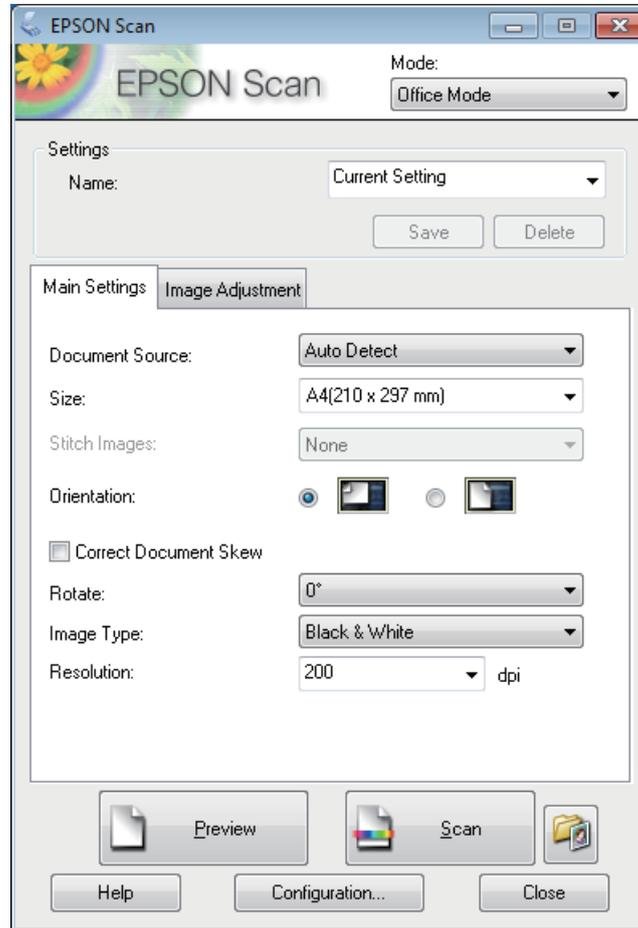 EPSON Scan
EPSON Scan
Mode:
Office Mode
Settings
Name: Current Setting
Save Delete
Main Settings Image Adjustment
Document Source: Auto Detect
Size: A4(210 x 297 mm)
Stitch Images: None
Orientation:
Correct Document Skew
Rotate: 0°
Image Type: Black & White
Resolution: 200 dpi
Preview Scan
Help Configuration... Close